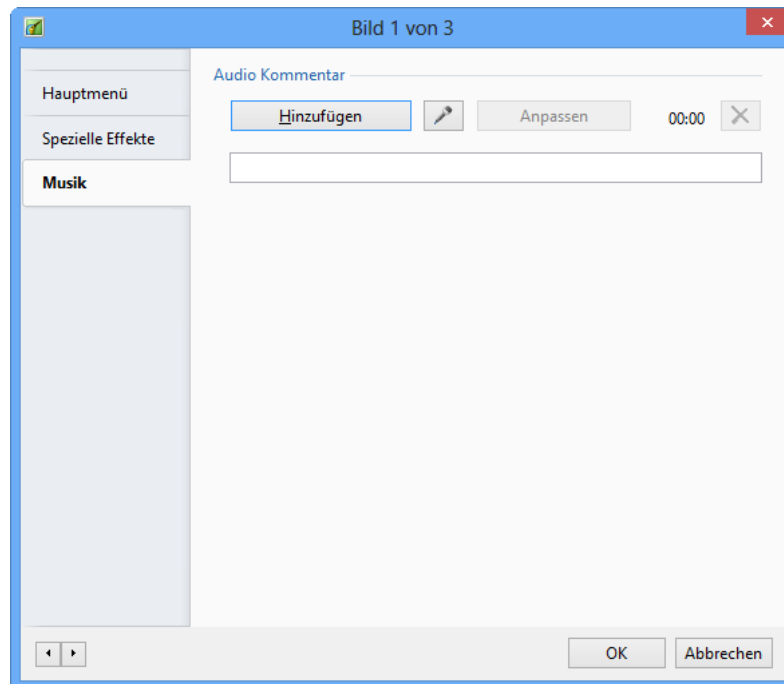 Bild 1 von 3
Hauptmenü
Spezielle Effekte
Musik
Audio Kommentar
Hinzufügen
Anpassen
00:00
OK
Abbrechen